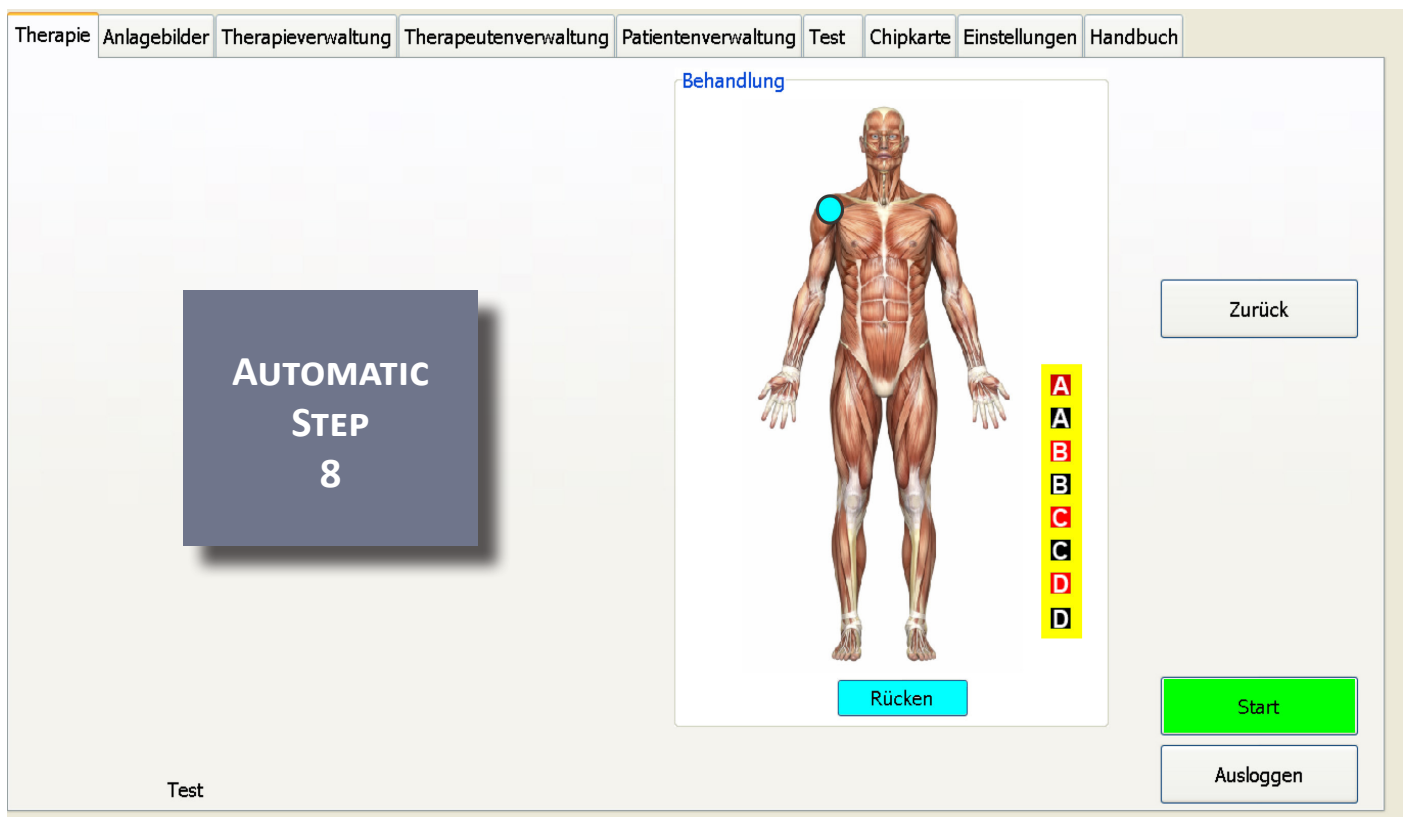 Therapie Anlagebilder Therapieverwaltung Therapeutenverwaltung Patientenverwaltung Test Chipkarte Einstellungen Handbuch
Behandlung
Zurück
AUTOMATIC
STEP
8
A
A
B
B
C
C
D
D
Rücken
Start
Ausloggen
Test